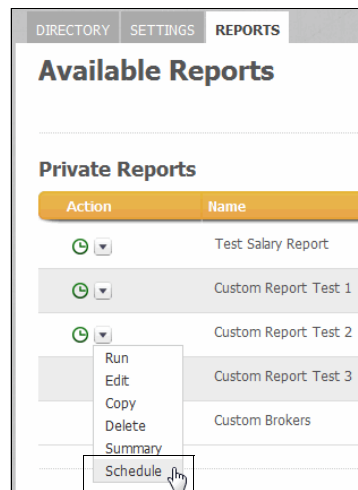 DIRECTORY SETTINGS REPORTS
Available Reports
Private Reports
Action Name
Test Salary Report
Custom Report Test 1
Custom Report Test 2
Run
Edit
Custom Report Test 3
Copy
Delete
Custom Brokers
Summary
Schedule